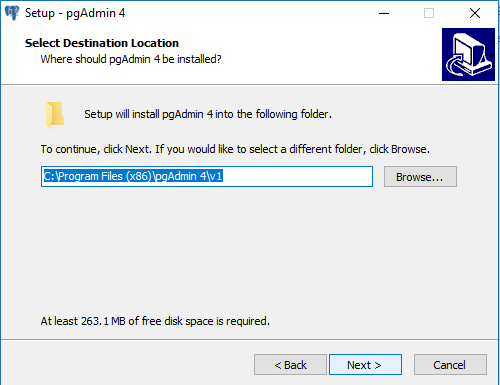 Setup - pgAdmin 4
Select Destination Location
Where should pgAdmin 4 be installed?
Setup will install pgAdmin 4 into the following folder.
To continue, click Next. If you would like to select a different folder, click Browse.
C:\Program Files (x86)\pgAdmin 4\v1
Browse...
At least 263.1 MB of free disk space is required.
< Back
Next >
Cancel